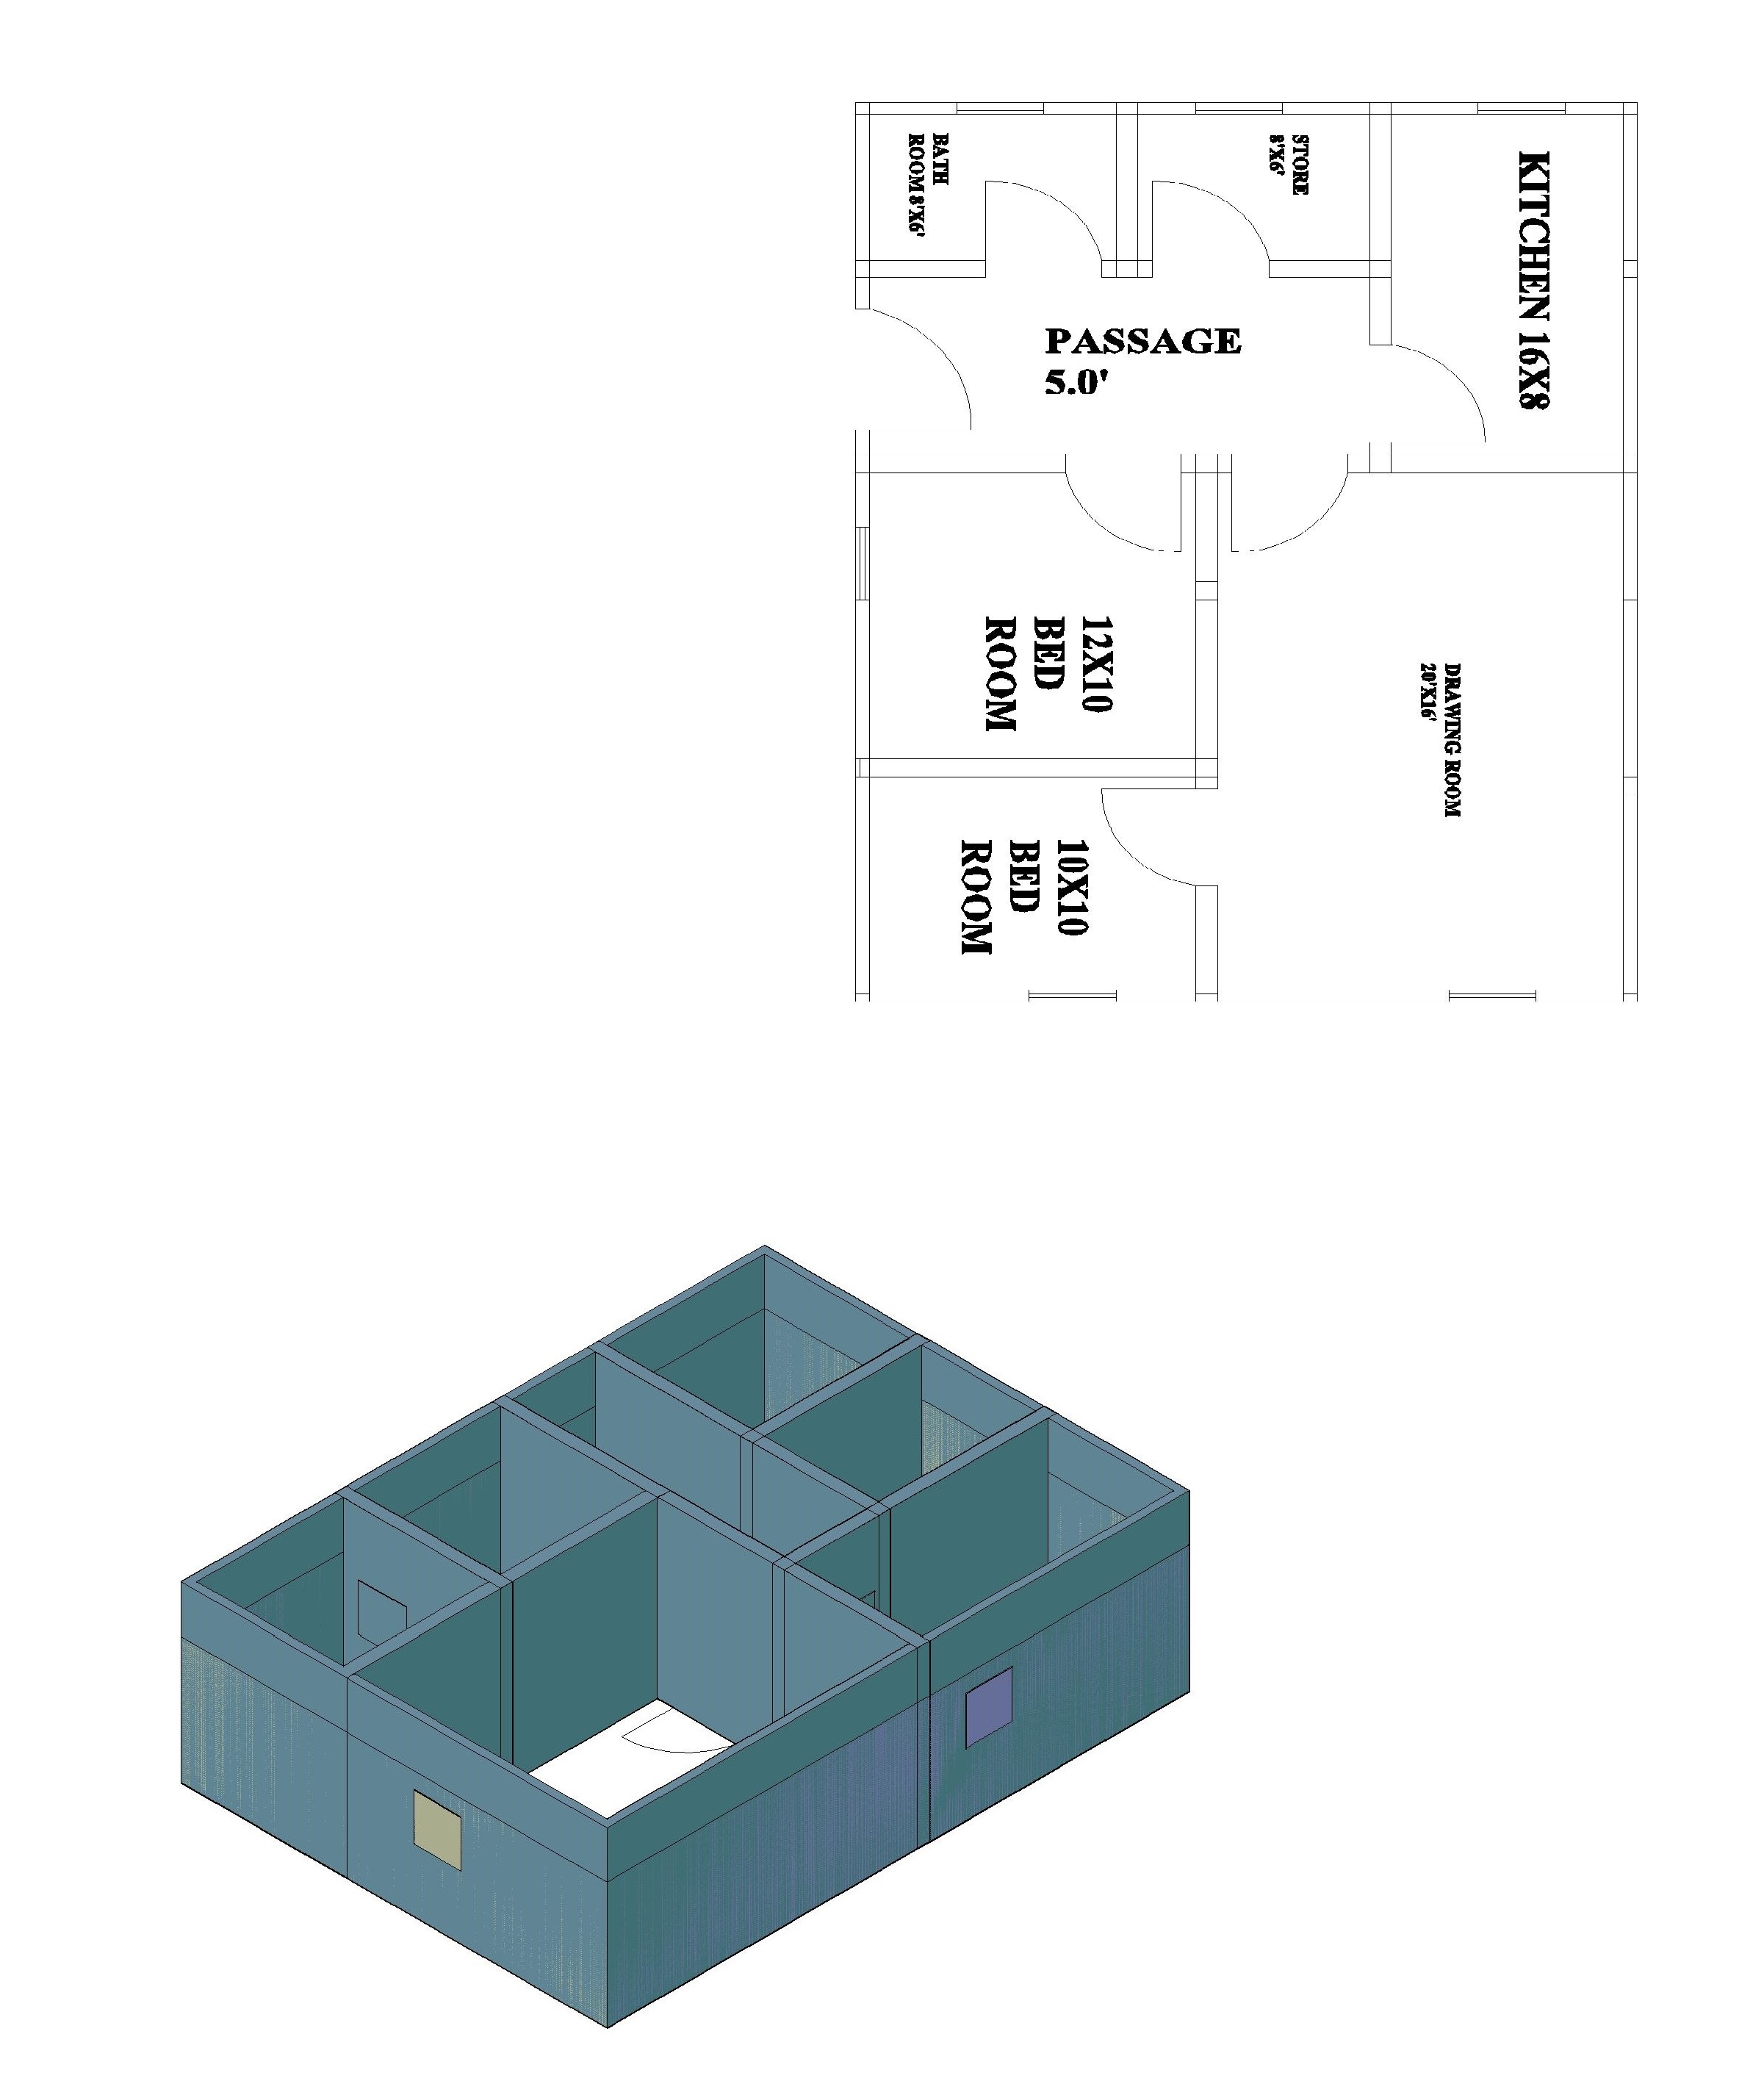 BATH
ROOM 8'X6'
STORE
8'X6'
KITCHEN 16X8
PASSAGE
5.0'
12X10
BED
ROOM
DRAWING ROOM
20'X16'
10X10
BED
ROOM